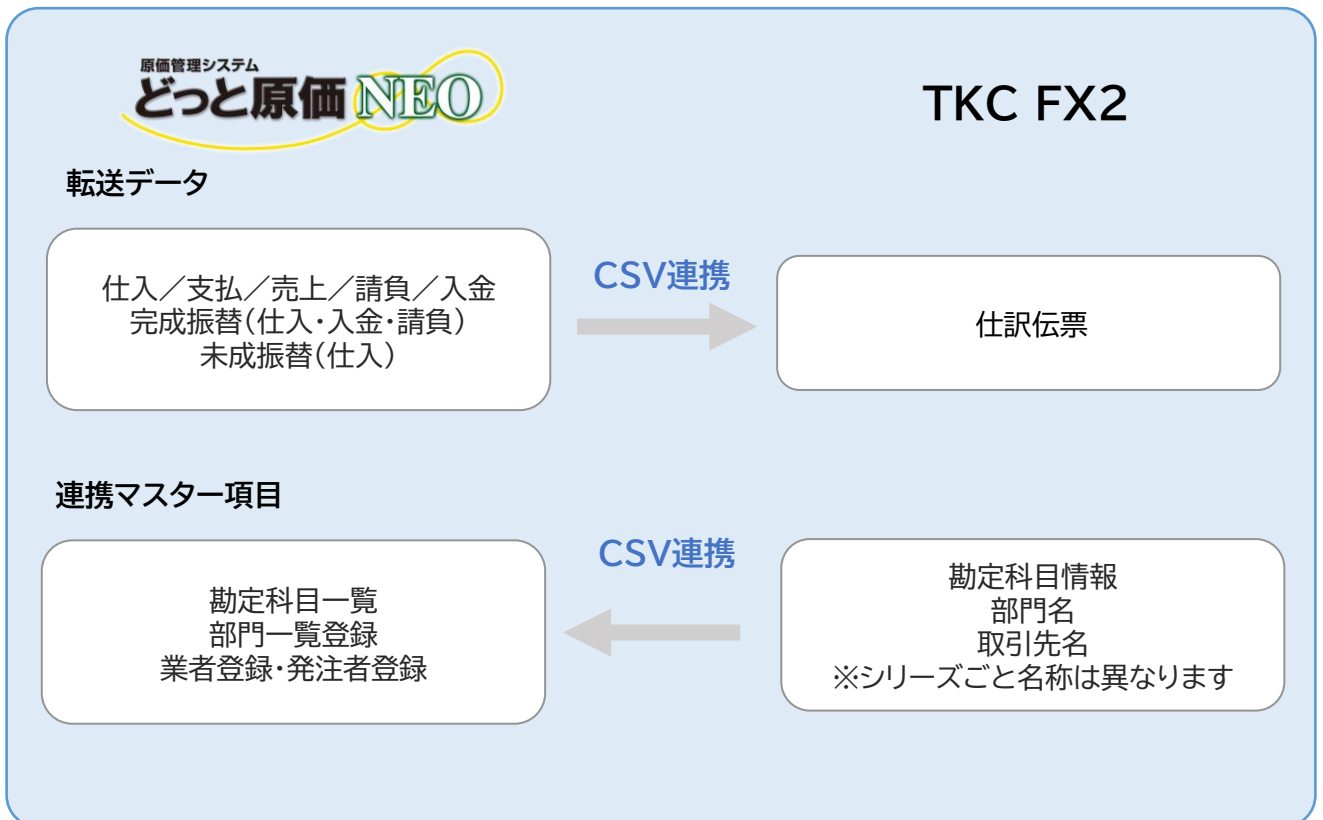 原価管理システム
どっと原価NEO
TKC FX2
転送データ
仕入／支払／売上／請負／入金
完成振替(仕入・入金・請負)
未成振替(仕入)
CSV連携
仕訳伝票
連携マスター項目
勘定科目一覧
部門一覧登録
業者登録・発注者登録
CSV連携
勘定科目情報
部門名
取引先名
※シリーズごと名称は異なります